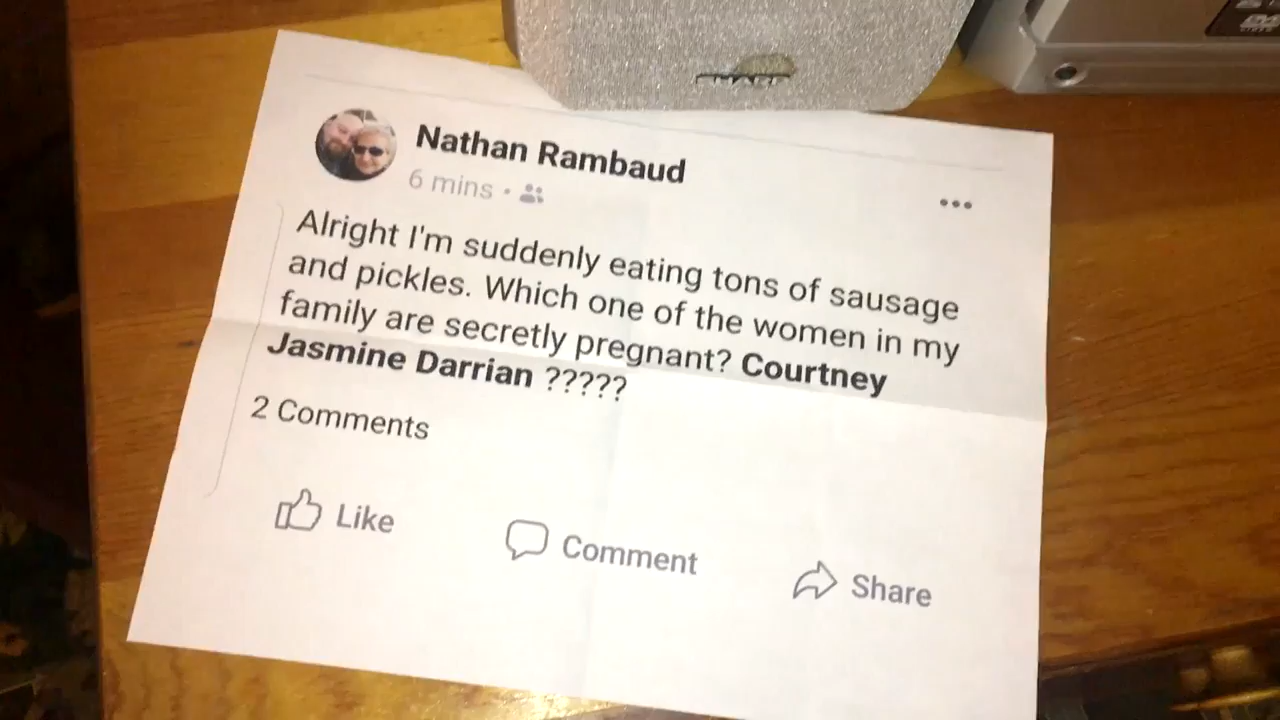 SHARP
Nathan Rambaud
6 mins •
Alright I'm suddenly eating tons of sausage
and pickles. Which one of the women in my
family are secretly pregnant? Courtney
Jasmine Darrian ?????
2 Comments
Like Comment Share